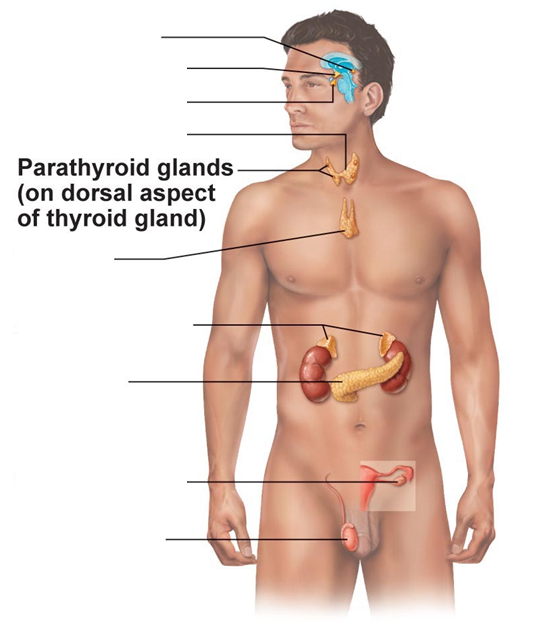 Parathyroid glands
(on dorsal aspect
of thyroid gland)